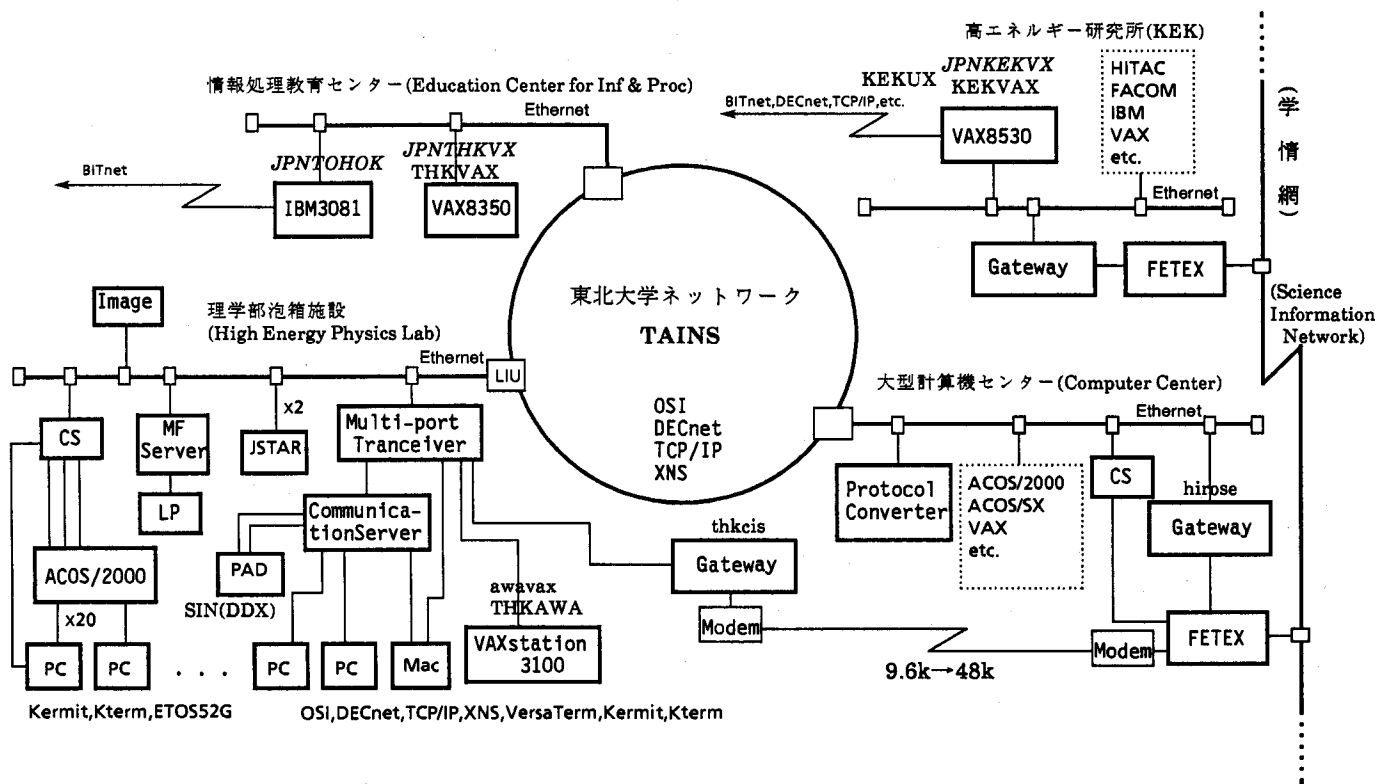 高エネルギー研究所(KEK)
情報処理教育センター(Education Center for Inf & Proc)
Ethernet
JPNTOHOK
JPNTHKVX
THKVAX
BITnet
IBM3081
VAX8350
KEKUX
JPNKEKVX
KEKVAX
BITnet,DECnet,TCP/IP,etc.
VAX8530
HITAC
FACOM
IBM
VAX
etc.
Ethernet
Gateway
FETEX
(学情網)
(Science
Information
Network)
東北大学ネットワーク
TAINS
OSI
DECnet
TCP/IP
XNS
Image
理学部泡箱施設
(High Energy Physics Lab)
Ethernet
LIU
CS
MF
Server
LP
x2
JSTAR
Multi-port
Tranceiver
Communica-
tionServer
ACOS/2000
PAD
SIN(DDX)
x20
PC
PC
. . .
PC
PC
Mac
awavax
THKAWA
VAXstation
3100
Kermit,Kterm,ETOS52G
OSI,DECnet,TCP/IP,XNS,VersaTerm,Kermit,Kterm
thkcis
Gateway
Modem
9.6k→48k
大型計算機センター(Computer Center)
Ethernet
Protocol
Converter
ACOS/2000
ACOS/SX
VAX
etc.
CS
hirose
Gateway
Modem
FETEX